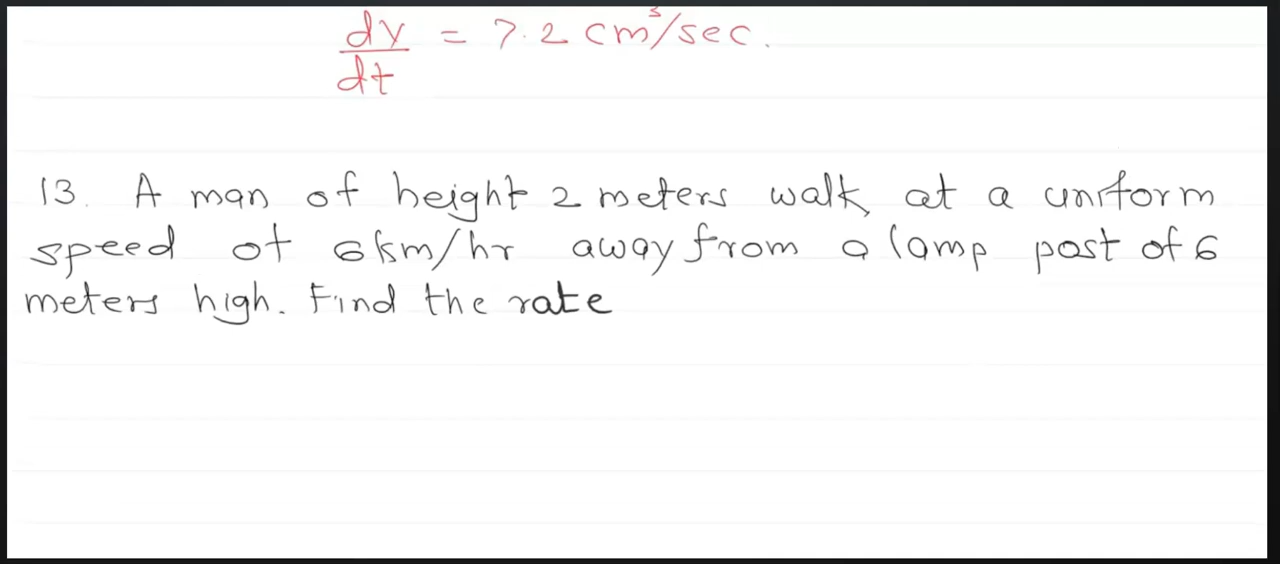 dv = 7.2 cm³/sec.
dt
13. A man of height 2 meters walk at a uniform
speed of 6km/hr away from a lamp post of 6
meters high. Find the rate